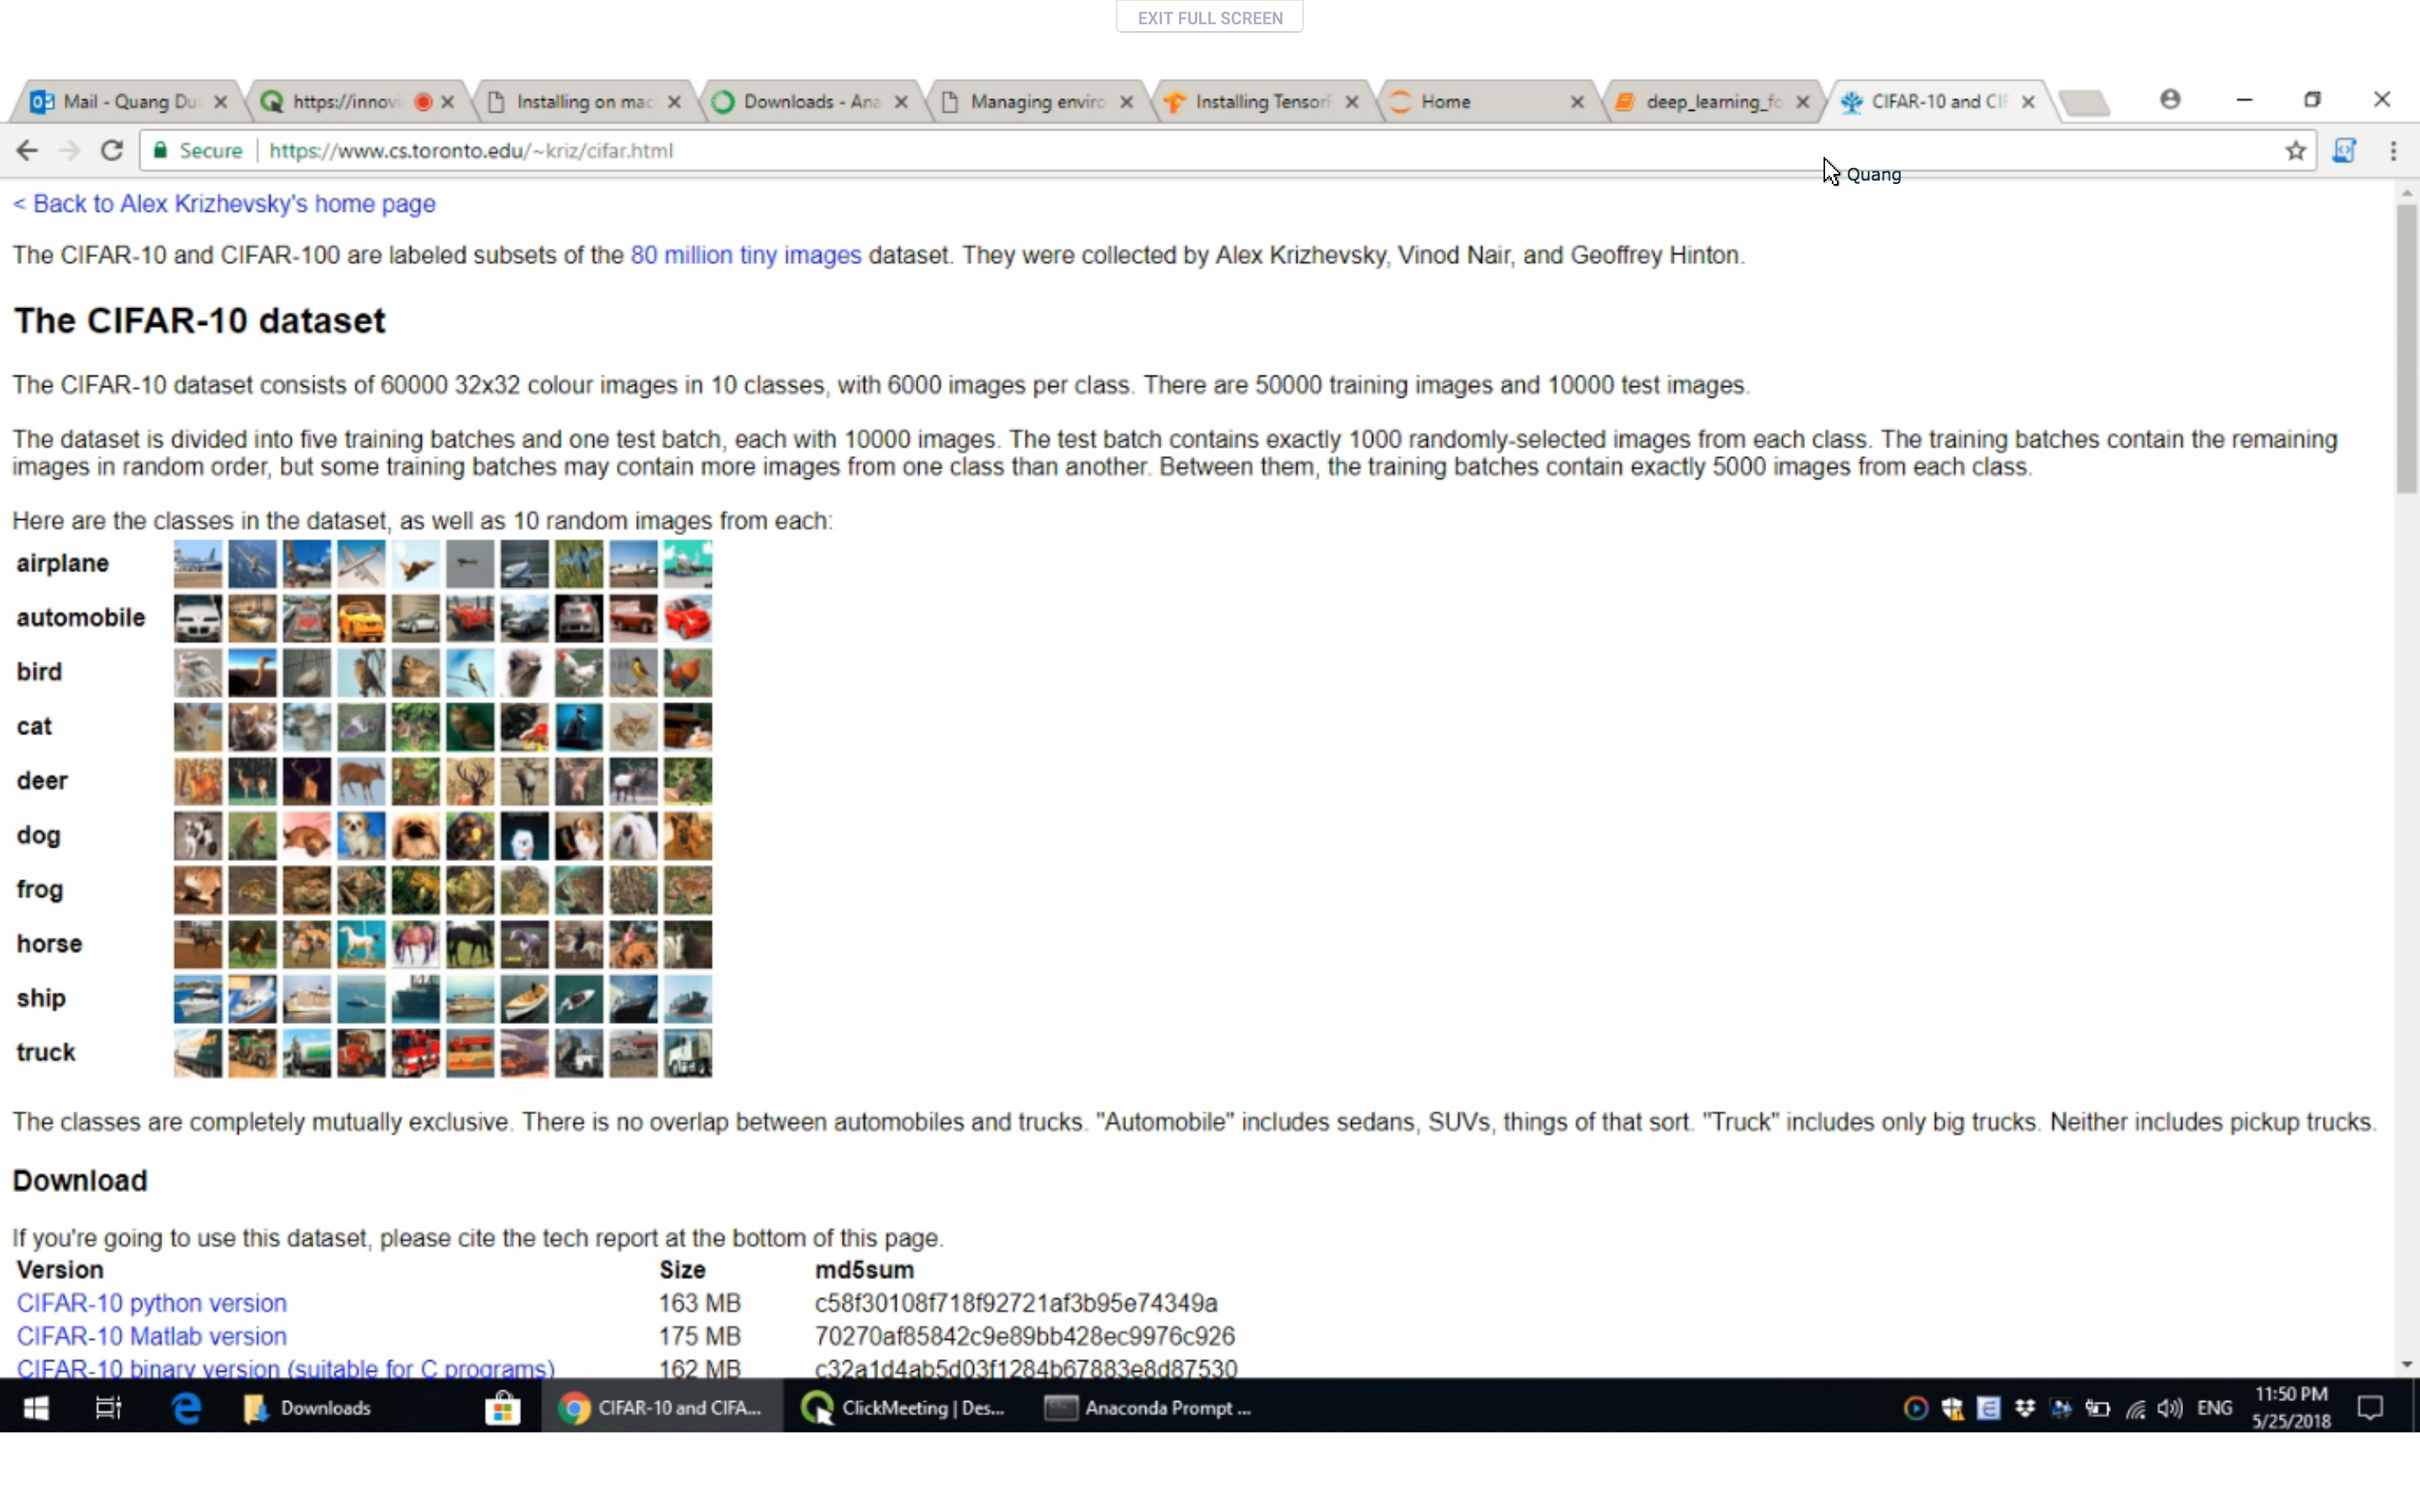 EXIT FULL SCREEN
Mail - Quang Du
https://innovi
Installing on mac
Downloads - Ana
Managing enviro
Installing Tensorf
Home
deep_learning_fo
CIFAR-10 and CIF
Secure
https://www.cs.toronto.edu/~kriz/cifar.html
Quang
< Back to Alex Krizhevsky's home page
The CIFAR-10 and CIFAR-100 are labeled subsets of the 80 million tiny images dataset. They were collected by Alex Krizhevsky, Vinod Nair, and Geoffrey Hinton.
The CIFAR-10 dataset
The CIFAR-10 dataset consists of 60000 32x32 colour images in 10 classes, with 6000 images per class. There are 50000 training images and 10000 test images.
The dataset is divided into five training batches and one test batch, each with 10000 images. The test batch contains exactly 1000 randomly-selected images from each class. The training batches contain the remaining
images in random order, but some training batches may contain more images from one class than another. Between them, the training batches contain exactly 5000 images from each class.
Here are the classes in the dataset, as well as 10 random images from each:
airplane
automobile
bird
cat
deer
dog
frog
horse
ship
truck
The classes are completely mutually exclusive. There is no overlap between automobiles and trucks. "Automobile" includes sedans, SUVs, things of that sort. "Truck" includes only big trucks. Neither includes pickup trucks.
Download
If you're going to use this dataset, please cite the tech report at the bottom of this page.
Version Size md5sum
CIFAR-10 python version 163 MB c58f30108f718f92721af3b95e74349a
CIFAR-10 Matlab version 175 MB 70270af85842c9e89bb428ec9976c926
CIFAR-10 binary version (suitable for C programs) 162 MB c32a1d4ab5d03f1284b67883e8d87530
Downloads
CIFAR-10 and CIFA...
ClickMeeting | Des...
Anaconda Prompt ...
ENG
11:50 PM
5/25/2018